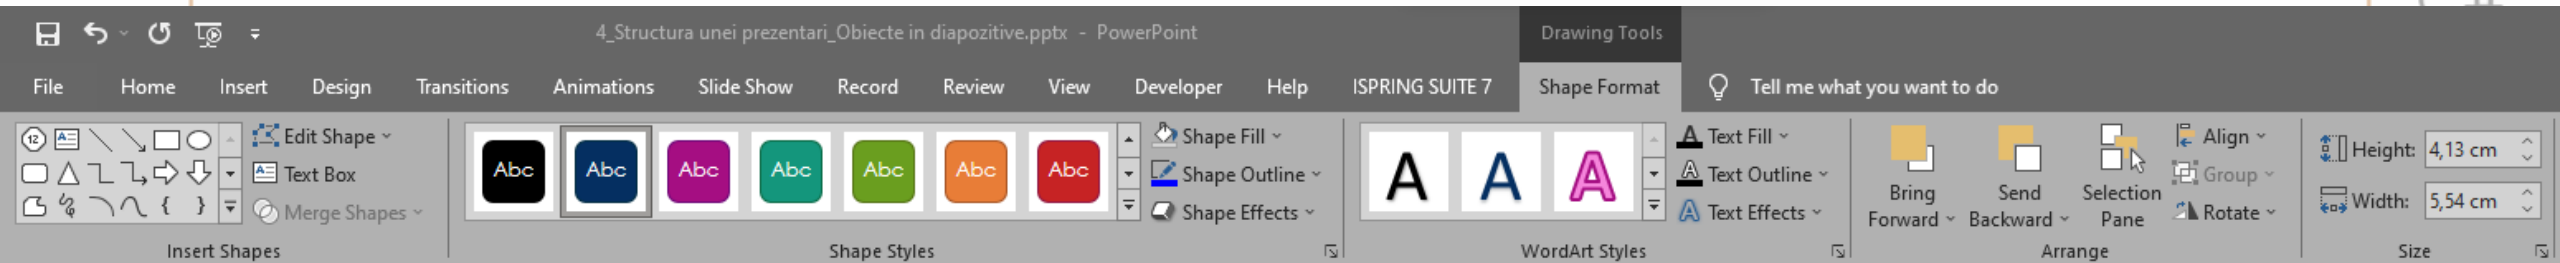 4_Structura unei prezentari_Obiecte in diapozitive.pptx - PowerPoint
Drawing Tools
File Home Insert Design Transitions Animations Slide Show Record Review View Developer Help ISPRING SUITE 7 Shape Format Tell me what you want to do
Edit Shape
Text Box
Merge Shapes
Insert Shapes
Abc Abc Abc Abc Abc Abc Abc
Shape Fill
Shape Outline
Shape Effects
Shape Styles
A A A
Text Fill
Text Outline
Text Effects
WordArt Styles
Bring
Forward
Send
Backward
Selection
Pane
Align
Group
Rotate
Arrange
Height: 4,13 cm
Width: 5,54 cm
Size